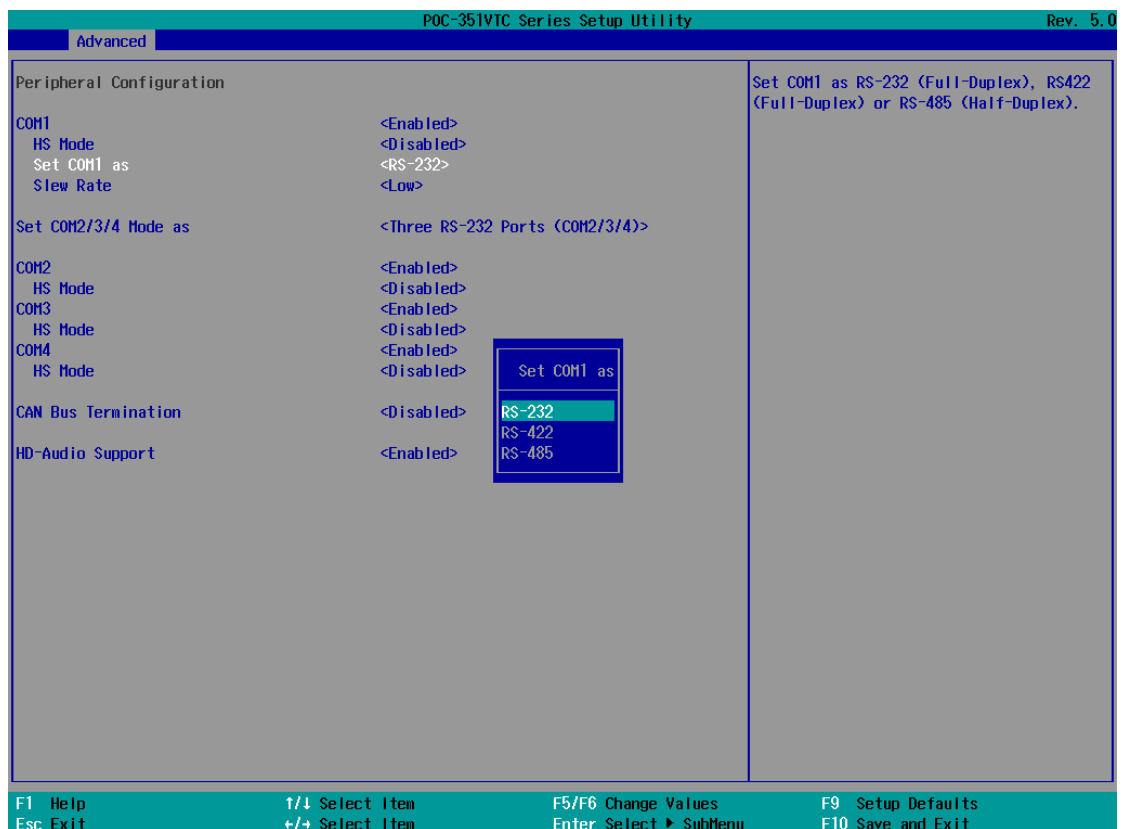 POC-351VTC Series Setup Utility Rev. 5.0
Advanced
Peripheral Configuration
Set COM1 as RS-232 (Full-Duplex), RS422
(Full-Duplex) or RS-485 (Half-Duplex).
COM1 <Enabled>
HS Mode <Disabled>
Set COM1 as <RS-232>
Slew Rate <Low>
Set COM2/3/4 Mode as <Three RS-232 Ports (COM2/3/4)>
COM2 <Enabled>
HS Mode <Disabled>
COM3 <Enabled>
HS Mode <Disabled>
COM4 <Enabled>
HS Mode <Disabled>
CAN Bus Termination <Disabled>
HD-Audio Support <Enabled>
Set COM1 as
RS-232
RS-422
RS-485
F1 Help ↑/↓ Select Item F5/F6 Change Values F9 Setup Defaults
Esc Exit ←/→ Select Item Enter Select ▶ SubMenu F10 Save and Exit